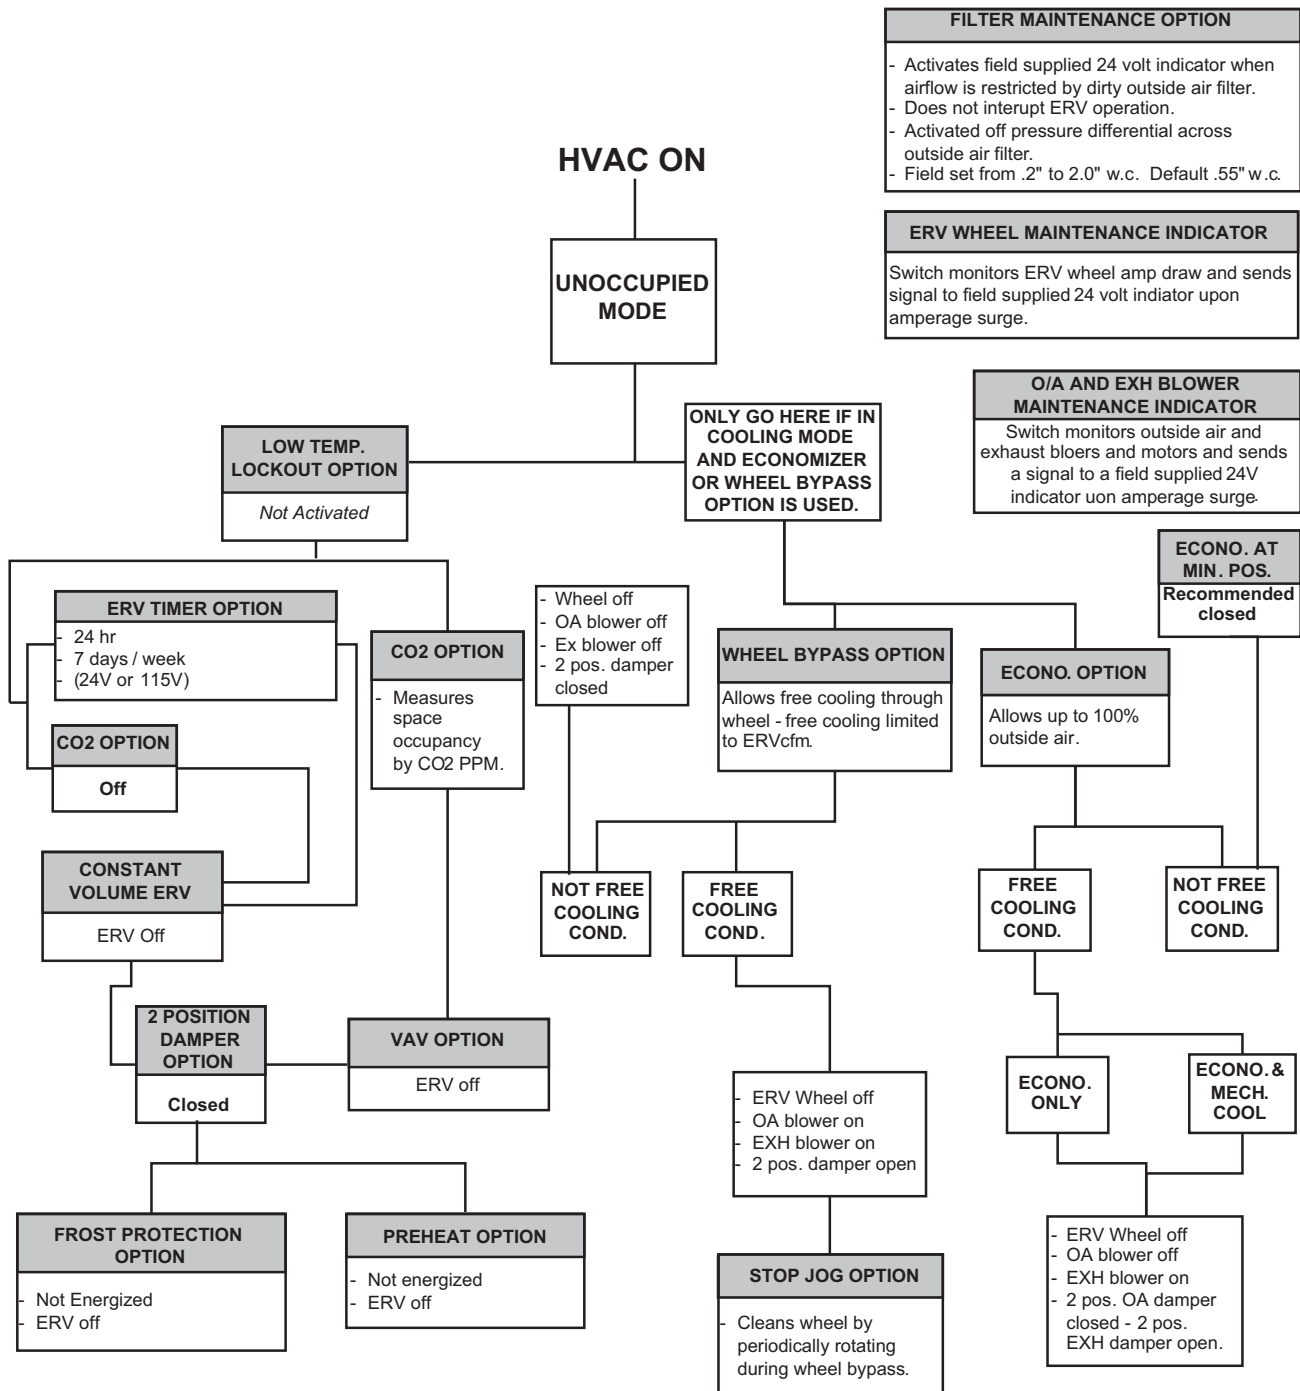 FILTER MAINTENANCE OPTION
- Activates field supplied 24 volt indicator when
airflow is restricted by dirty outside air filter.
- Does not interupt ERV operation.
- Activated off pressure differential across
outside air filter.
- Field set from .2" to 2.0" w.c. Default .55" w.c.
HVAC ON
ERV WHEEL MAINTENANCE INDICATOR
Switch monitors ERV wheel amp draw and sends
signal to field supplied 24 volt indiator upon
amperage surge.
UNOCCUPIED
MODE
O/A AND EXH BLOWER
MAINTENANCE INDICATOR
Switch monitors outside air and
exhaust bloers and motors and sends
a signal to a field supplied 24V
indicator uon amperage surge.
LOW TEMP.
LOCKOUT OPTION
Not Activated
ONLY GO HERE IF IN
COOLING MODE
AND ECONOMIZER
OR WHEEL BYPASS
OPTION IS USED.
ECONO. AT
MIN. POS.
Recommended
closed
ERV TIMER OPTION
- 24 hr
- 7 days / week
- (24V or 115V)
CO2 OPTION
- Measures
space
occupancy
by CO2 PPM.
- Wheel off
- OA blower off
- Ex blower off
- 2 pos. damper
closed
WHEEL BYPASS OPTION
Allows free cooling through
wheel - free cooling limited
to ERVcfm.
ECONO. OPTION
Allows up to 100%
outside air.
CO2 OPTION
Off
CONSTANT
VOLUME ERV
ERV Off
NOT FREE
COOLING
COND.
FREE
COOLING
COND.
FREE
COOLING
COND.
NOT FREE
COOLING
COND.
2 POSITION
DAMPER
OPTION
Closed
VAV OPTION
ERV off
- ERV Wheel off
- OA blower on
- EXH blower on
- 2 pos. damper open
ECONO.
ONLY
ECONO. &
MECH.
COOL
FROST PROTECTION
OPTION
- Not Energized
- ERV off
PREHEAT OPTION
- Not energized
- ERV off
STOP JOG OPTION
- Cleans wheel by
periodically rotating
during wheel bypass.
- ERV Wheel off
- OA blower off
- EXH blower on
- 2 pos. OA damper
closed - 2 pos.
EXH damper open.